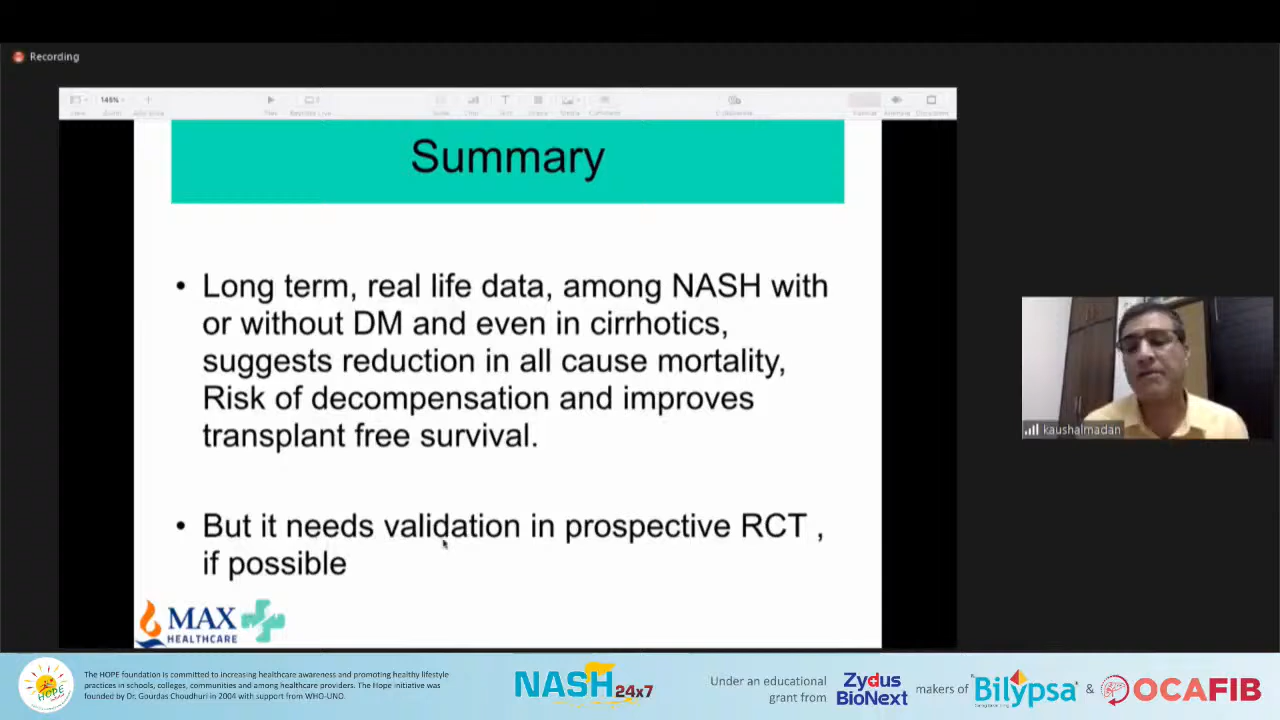 Recording
146%
Summary
• Long term, real life data, among NASH with
or without DM and even in cirrhotics,
suggests reduction in all cause mortality,
Risk of decompensation and improves
transplant free survival.
• But it needs validation in prospective RCT ,
if possible
MAX
HEALTHCARE
kaushalmadan
HOPE
The HOPE foundation is committed to increasing healthcare awareness and promoting healthy lifestyle
practices in schools, colleges, communities and among healthcare providers. The Hope initiative was
founded by Dr. Gourdas Choudhuri in 2004 with support from WHO-UNO.
NASH 24x7
Under an educational
grant from
Zydus
BioNext
makers of
Bilypsa
&
OCAFIB